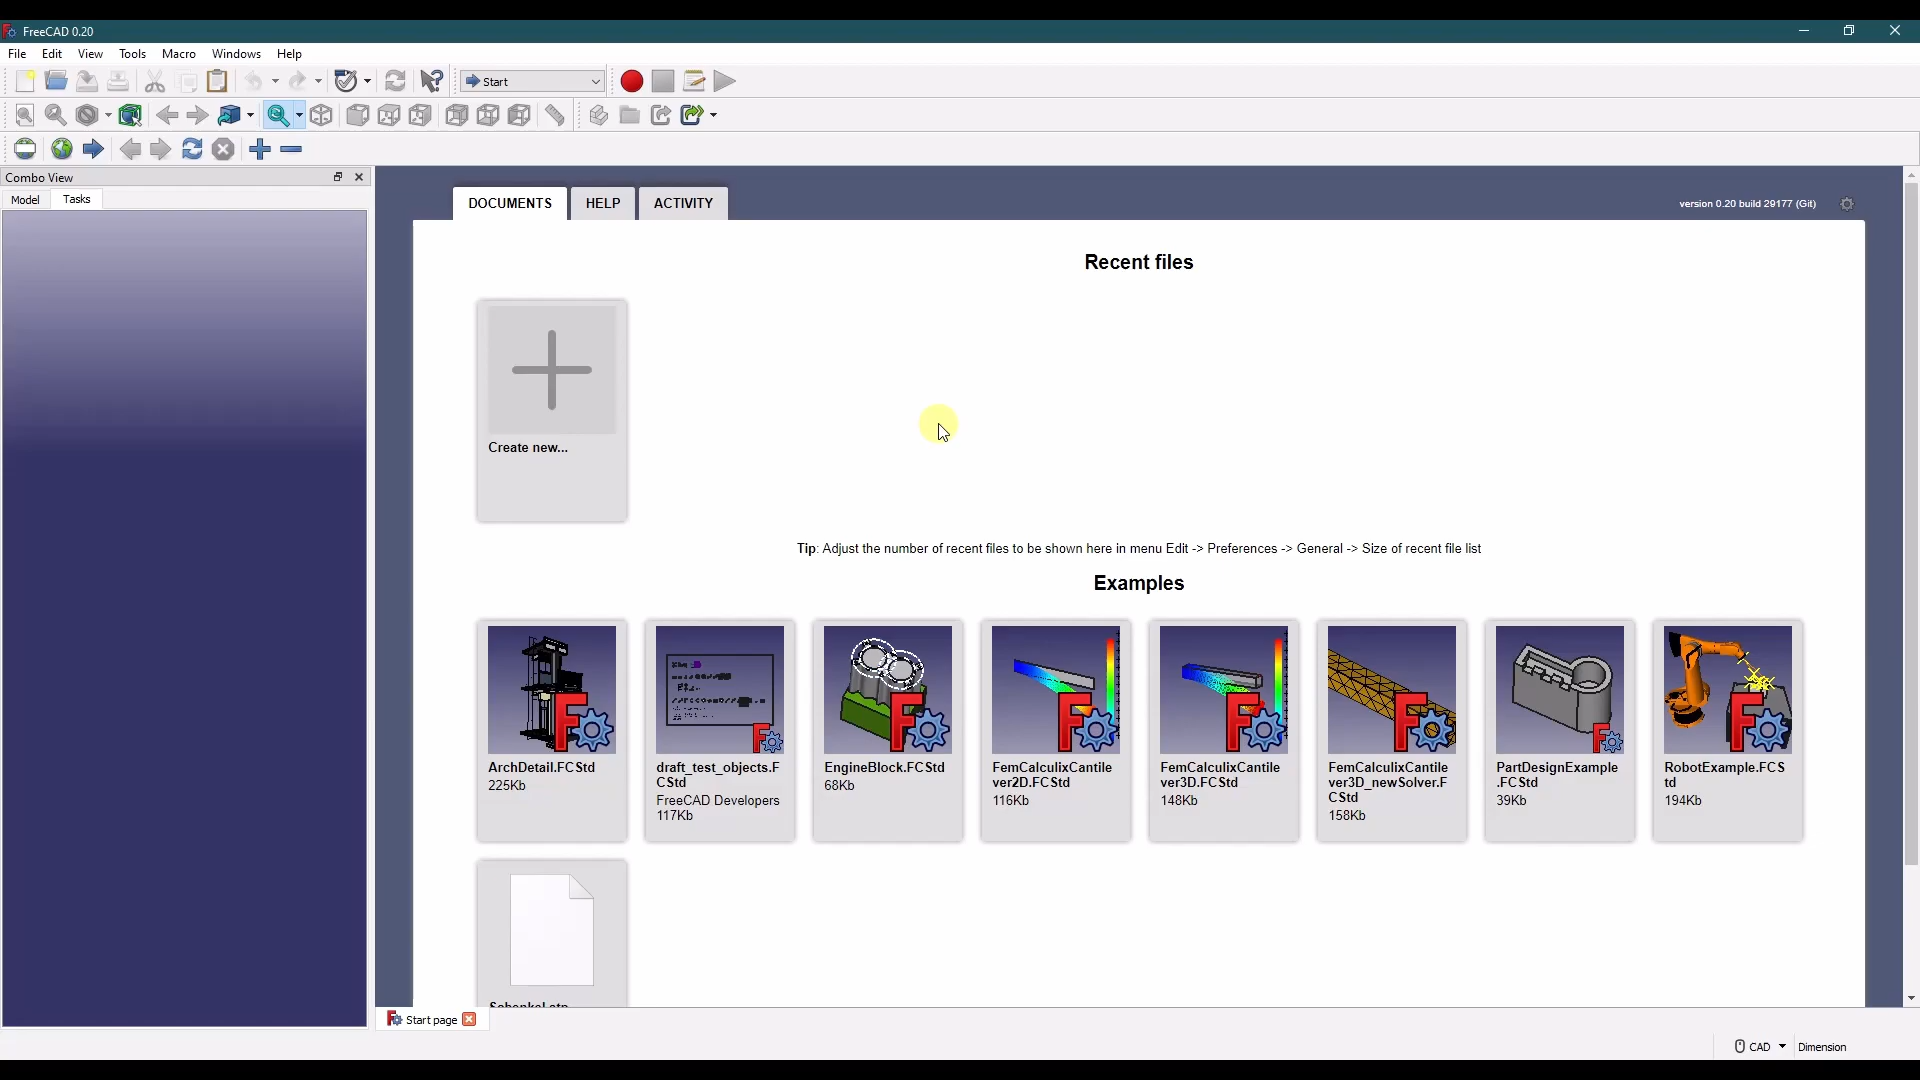 FreeCAD 0.20
File Edit View Tools Macro Windows Help
Start
Combo View
Model Tasks
DOCUMENTS HELP ACTIVITY
version 0.20 build 29177 (Git)
Recent files
Create new...
Tip: Adjust the number of recent files to be shown here in menu Edit -> Preferences -> General -> Size of recent file list
Examples
ArchDetail.FCStd
225Kb
draft_test_objects.F
CStd
FreeCAD Developers
117Kb
EngineBlock.FCStd
68Kb
FemCalculixCantile
ver2D.FCStd
116Kb
FemCalculixCantile
ver3D.FCStd
148Kb
FemCalculixCantile
ver3D_newSolver.F
CStd
158Kb
PartDesignExample
.FCStd
39Kb
RobotExample.FCS
td
194Kb
Start page
CAD Dimension